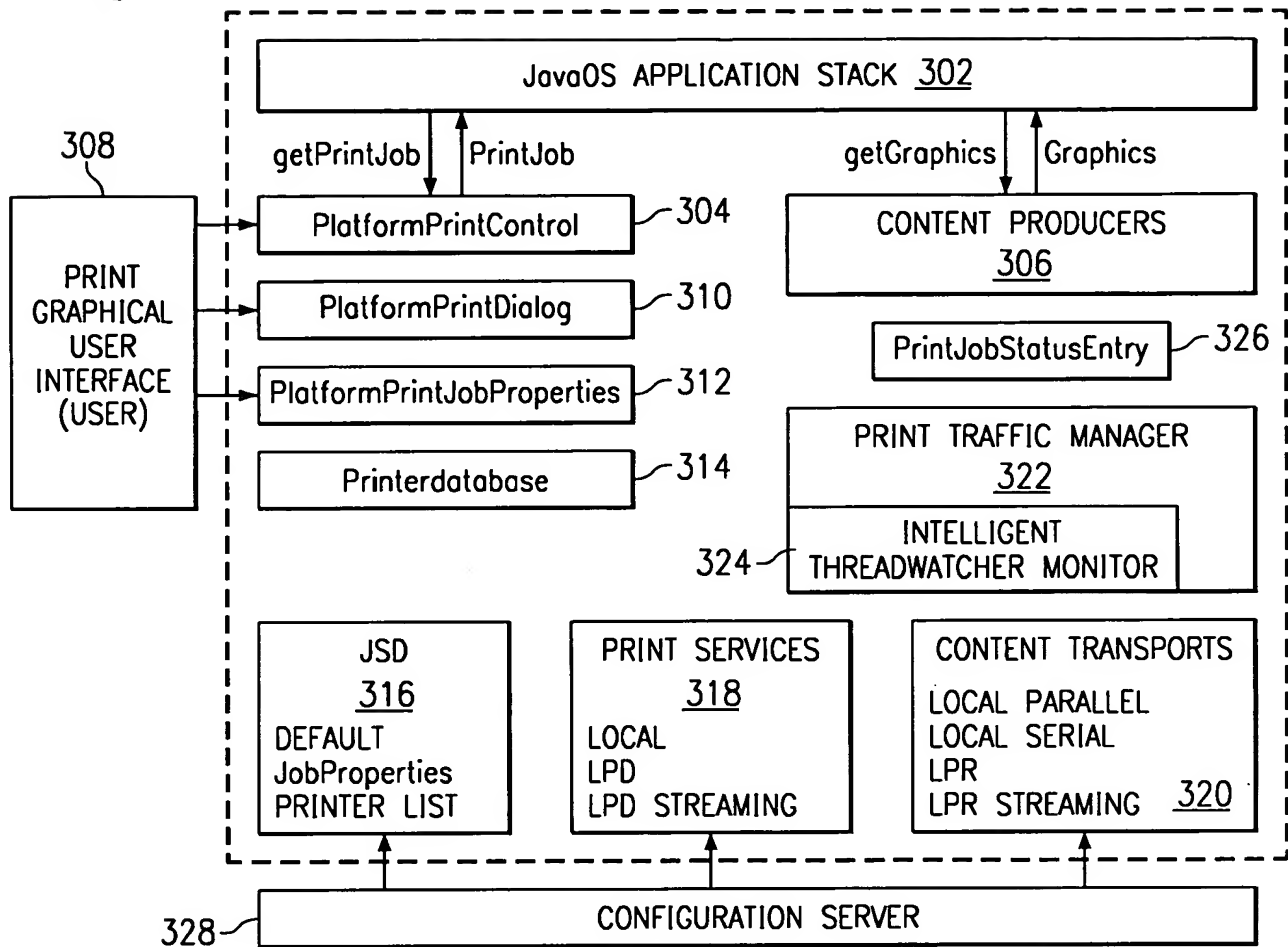 JavaOS APPLICATION STACK 302
getPrintJob PrintJob getGraphics Graphics
308
PRINT
GRAPHICAL
USER
INTERFACE
(USER)
PlatformPrintControl 304
PlatformPrintDialog 310
PlatformPrintJobProperties 312
Printerdatabase 314
CONTENT PRODUCERS
306
PrintJobStatusEntry 326
PRINT TRAFFIC MANAGER
322
INTELLIGENT
324 THREADWATCHER MONITOR
JSD
316
DEFAULT
JobProperties
PRINTER LIST
PRINT SERVICES
318
LOCAL
LPD
LPD STREAMING
CONTENT TRANSPORTS
LOCAL PARALLEL
LOCAL SERIAL
LPR
LPR STREAMING 320
328 CONFIGURATION SERVER